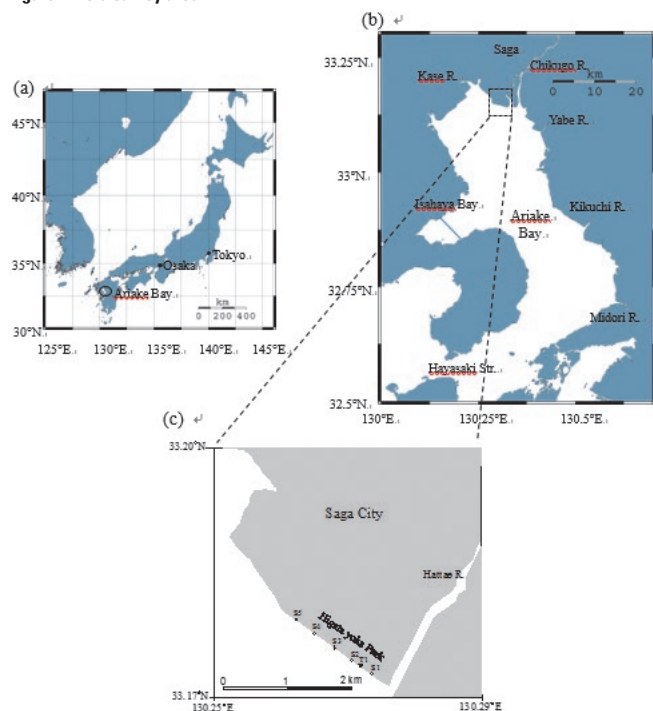 (b) ↵
Saga
33.25°N
Kase R.
Chikugo R.
km
0 10 20
Yabe R.
33°N
Isahaya Bay
Ariake
Bay
Kikuchi R.
32.75°N
Midori R.
Hayasaki Str.
32.5°N
130°E
130.25°E
130.5°E
(a)
45°N
40°N
35°N
30°N
Tokyo
Osaka
Ariake Bay
km
0 200 400
125°E
130°E
135°E
140°E
145°E
(c) ↵
33.20°N
Saga City
Hattae R.
Higata yoka Park
S5
S4
S3
S2
S1
0 1 2 km
33.17°N
130.25°E
130.29°E